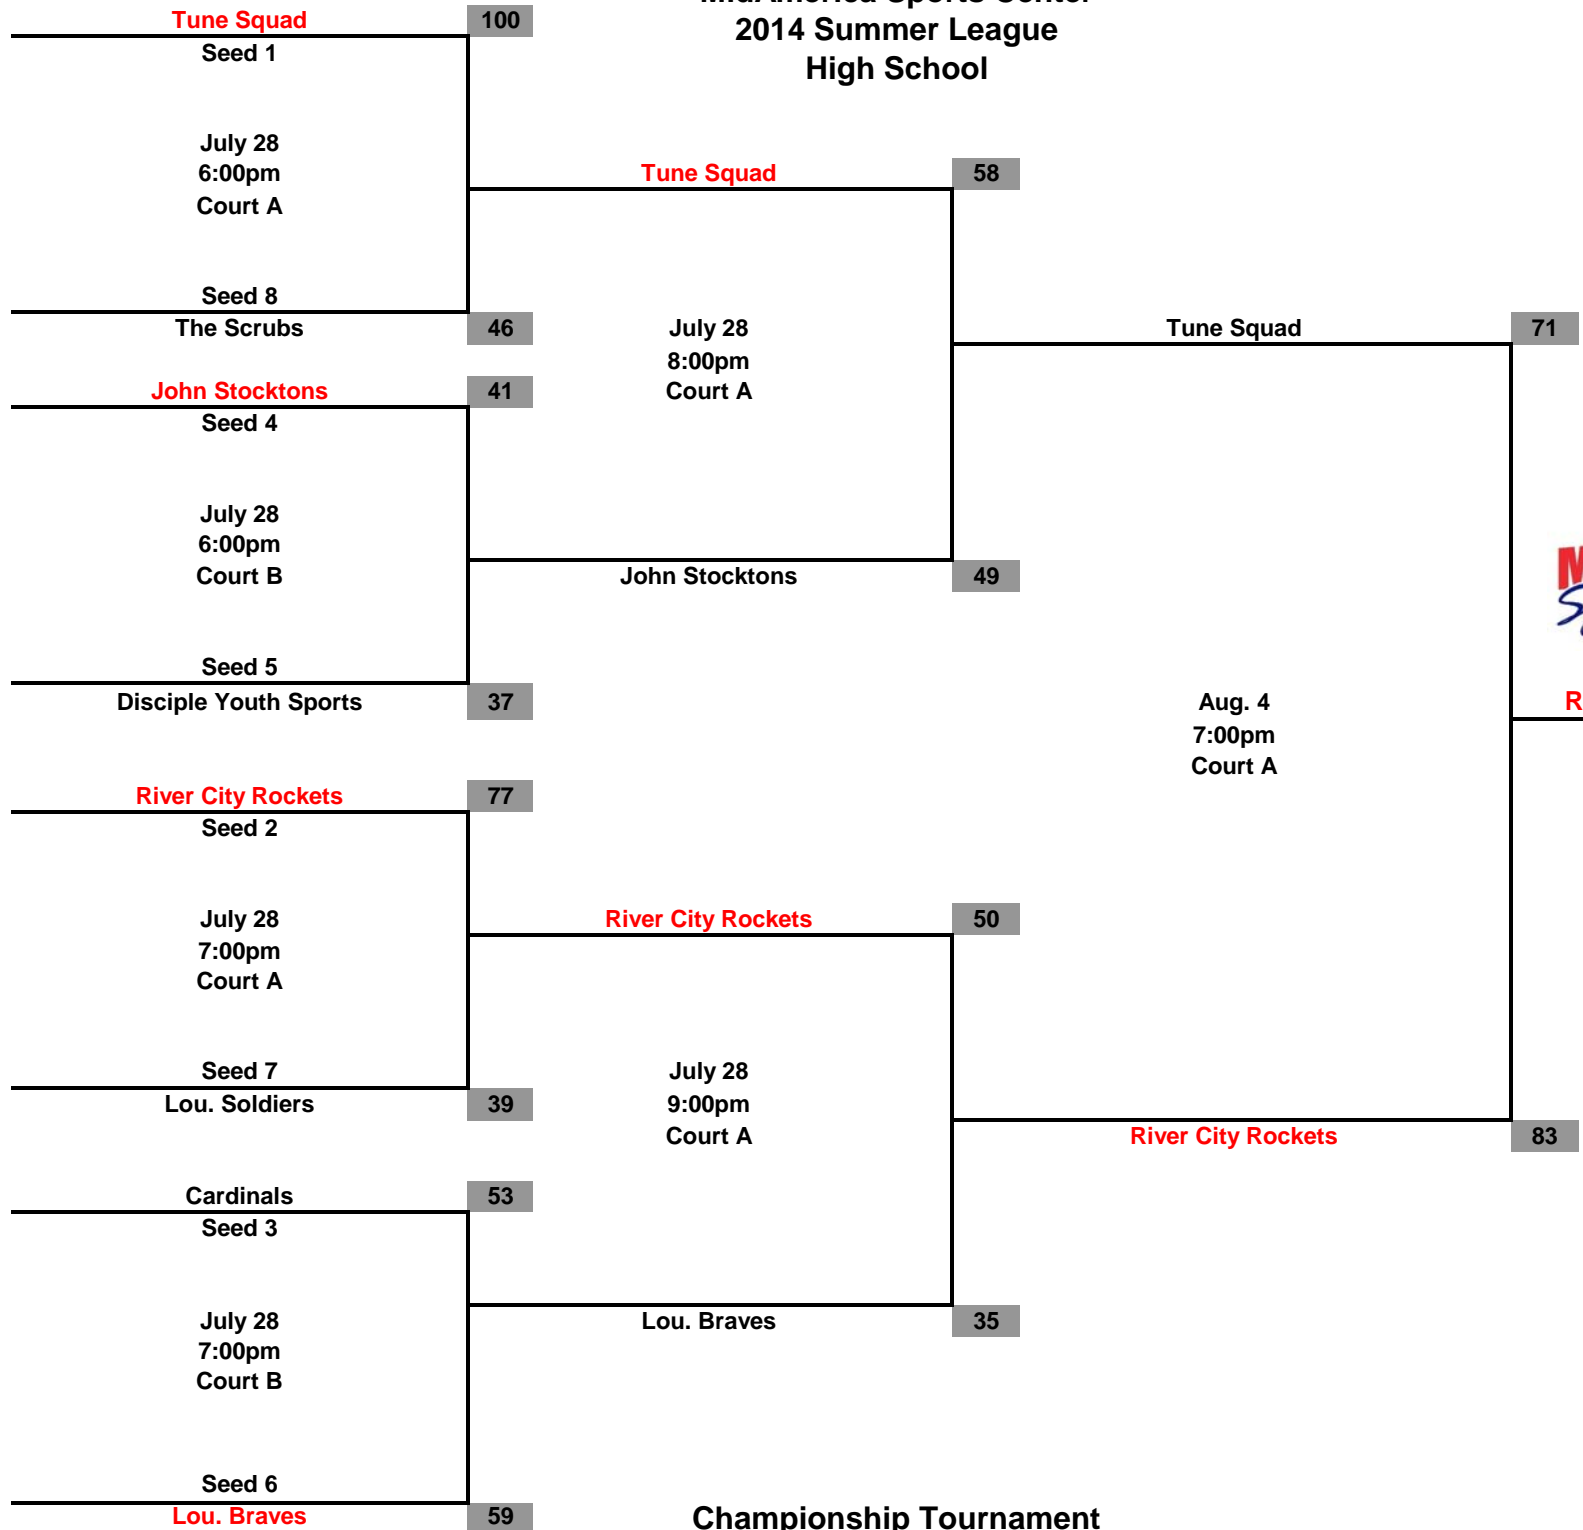 MidAmerica Sports Center
2014 Summer League
High School
Tune Squad 100
Seed 1
July 28
6:00pm
Court A
Seed 8
The Scrubs 46
John Stocktons 41
Seed 4
July 28
6:00pm
Court B
Seed 5
Disciple Youth Sports 37
River City Rockets 77
Seed 2
July 28
7:00pm
Court A
Seed 7
Lou. Soldiers 39
Cardinals 53
Seed 3
July 28
7:00pm
Court B
Seed 6
Lou. Braves 59
Tune Squad 58
July 28
8:00pm
Court A
John Stocktons 49
River City Rockets 50
July 28
9:00pm
Court A
Lou. Braves 35
Tune Squad 71
Aug. 4
7:00pm
Court A
River City Rockets 83
R
Championship Tournament